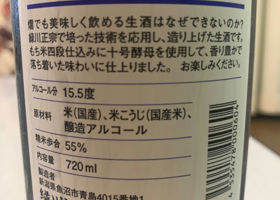 燗でも美味しく飲める生酒はなぜできないのか?
緑川正宗で培った技術を応用し、造り上げた生酒です。
もち米四段仕込みに十号酵母を使用して、香り豊かで
落ち着いた味わいに仕上りました。 お楽しみください。
アルコール分 15.5度
原材料 米(国産)、米こうじ(国産米)、
醸造アルコール
精米歩合 55%
内容量 720ml
製造者
新潟県魚沼市青島4015番地1